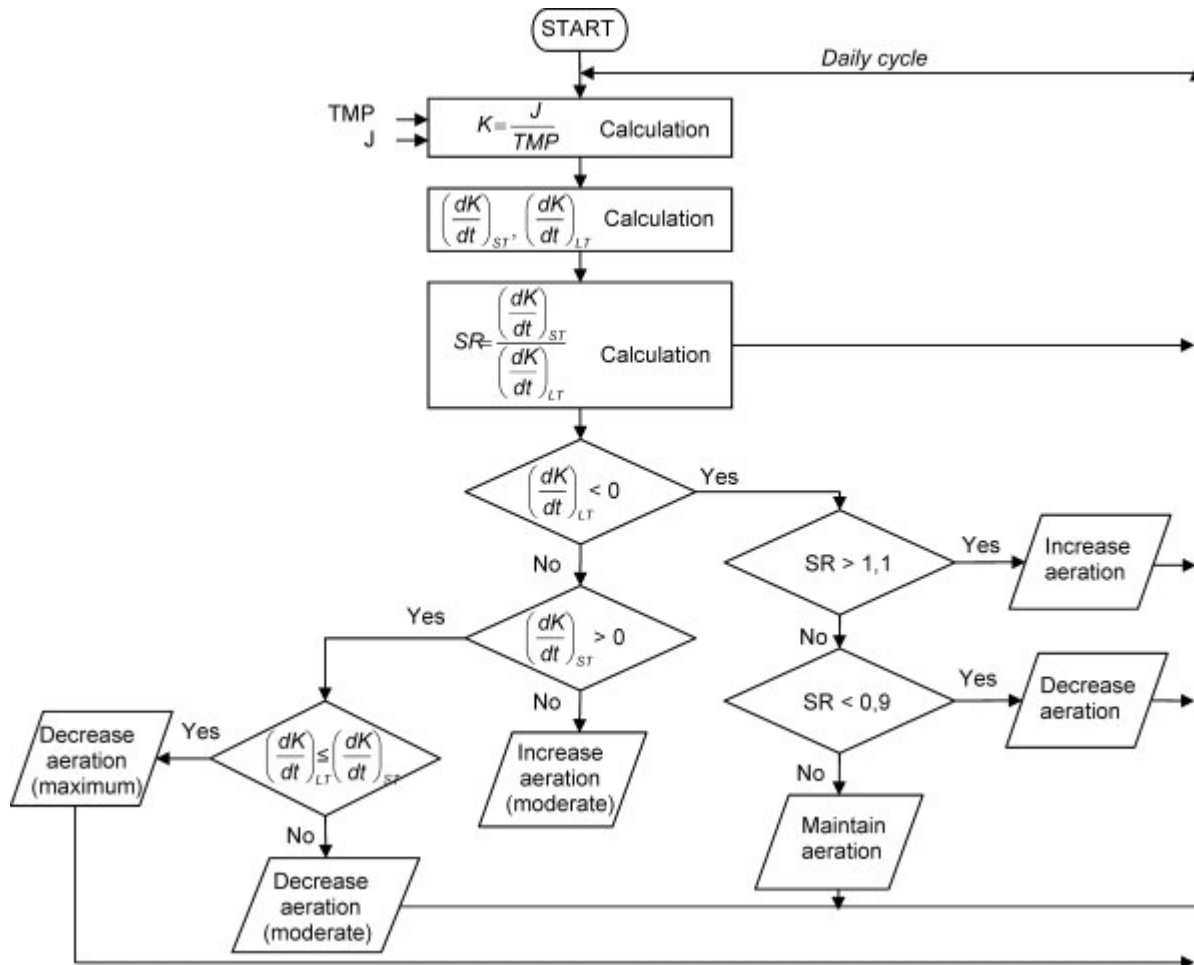 START
Daily cycle
TMP
J
K = J / TMP Calculation
(dK/dt)ST, (dK/dt)LT Calculation
SR = (dK/dt)ST / (dK/dt)LT Calculation
(dK/dt)LT < 0
Yes
No
SR > 1,1
Yes
Increase
aeration
No
(dK/dt)ST > 0
Yes
No
SR < 0,9
Yes
Decrease
aeration
No
Decrease
aeration
(maximum)
Yes
(dK/dt)LT ≦ (dK/dt)ST
No
Increase
aeration
(moderate)
Maintain
aeration
Decrease
aeration
(moderate)